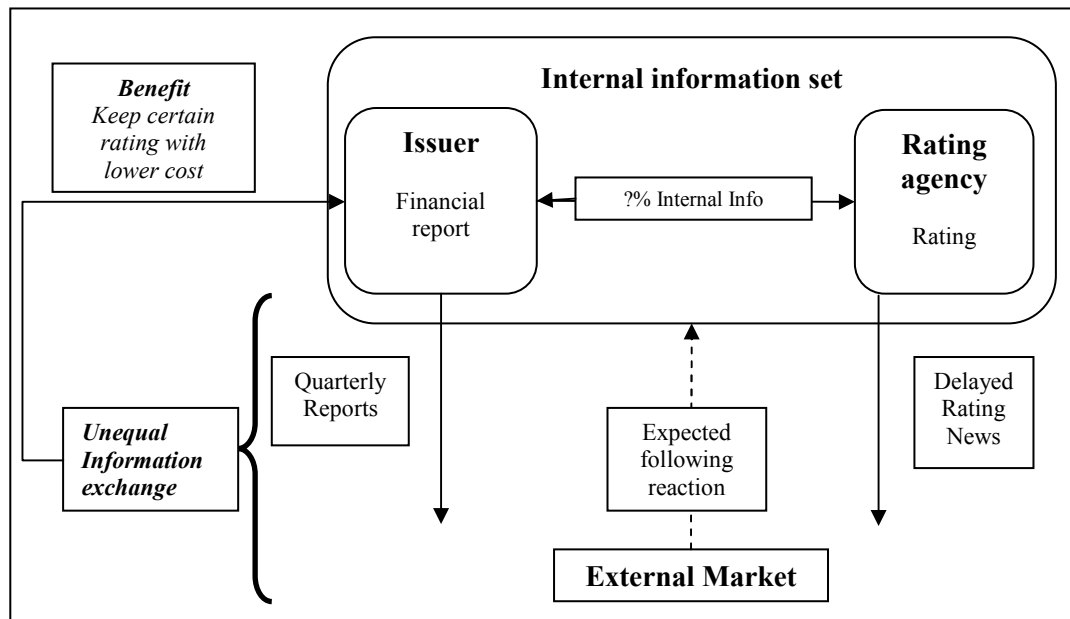 Internal information set
Benefit
Keep certain
rating with
lower cost
Issuer
Financial
report
?% Internal Info
Rating
agency
Rating
Quarterly
Reports
Unequal
Information
exchange
Expected
following
reaction
Delayed
Rating
News
External Market